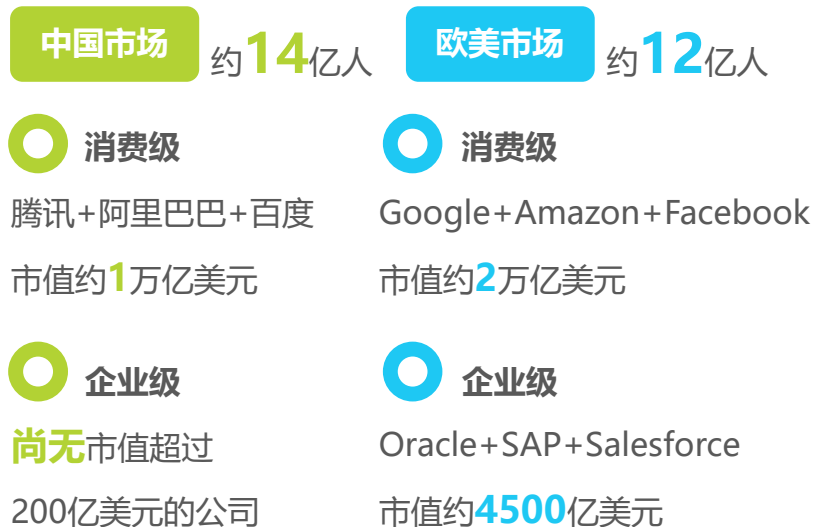 中国市场 约14亿人
消费级
腾讯+阿里巴巴+百度
市值约1万亿美元
企业级
尚无市值超过
200亿美元的公司
欧美市场 约12亿人
消费级
Google+Amazon+Facebook
市值约2万亿美元
企业级
Oracle+SAP+Salesforce
市值约4500亿美元